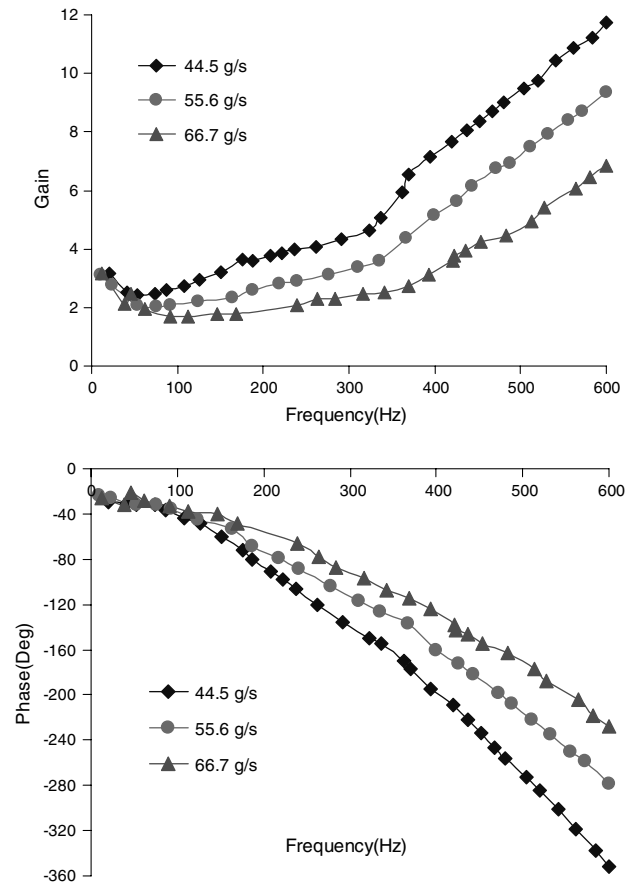 12
10
8
6
4
2
0
Gain
44.5 g/s
55.6 g/s
66.7 g/s
0 100 200 300 400 500 600
Frequency(Hz)
0
-40
-80
-120
-160
-200
-240
-280
-320
-360
Phase(Deg)
0 100 200 300 400 500 600
44.5 g/s
55.6 g/s
66.7 g/s
Frequency(Hz)